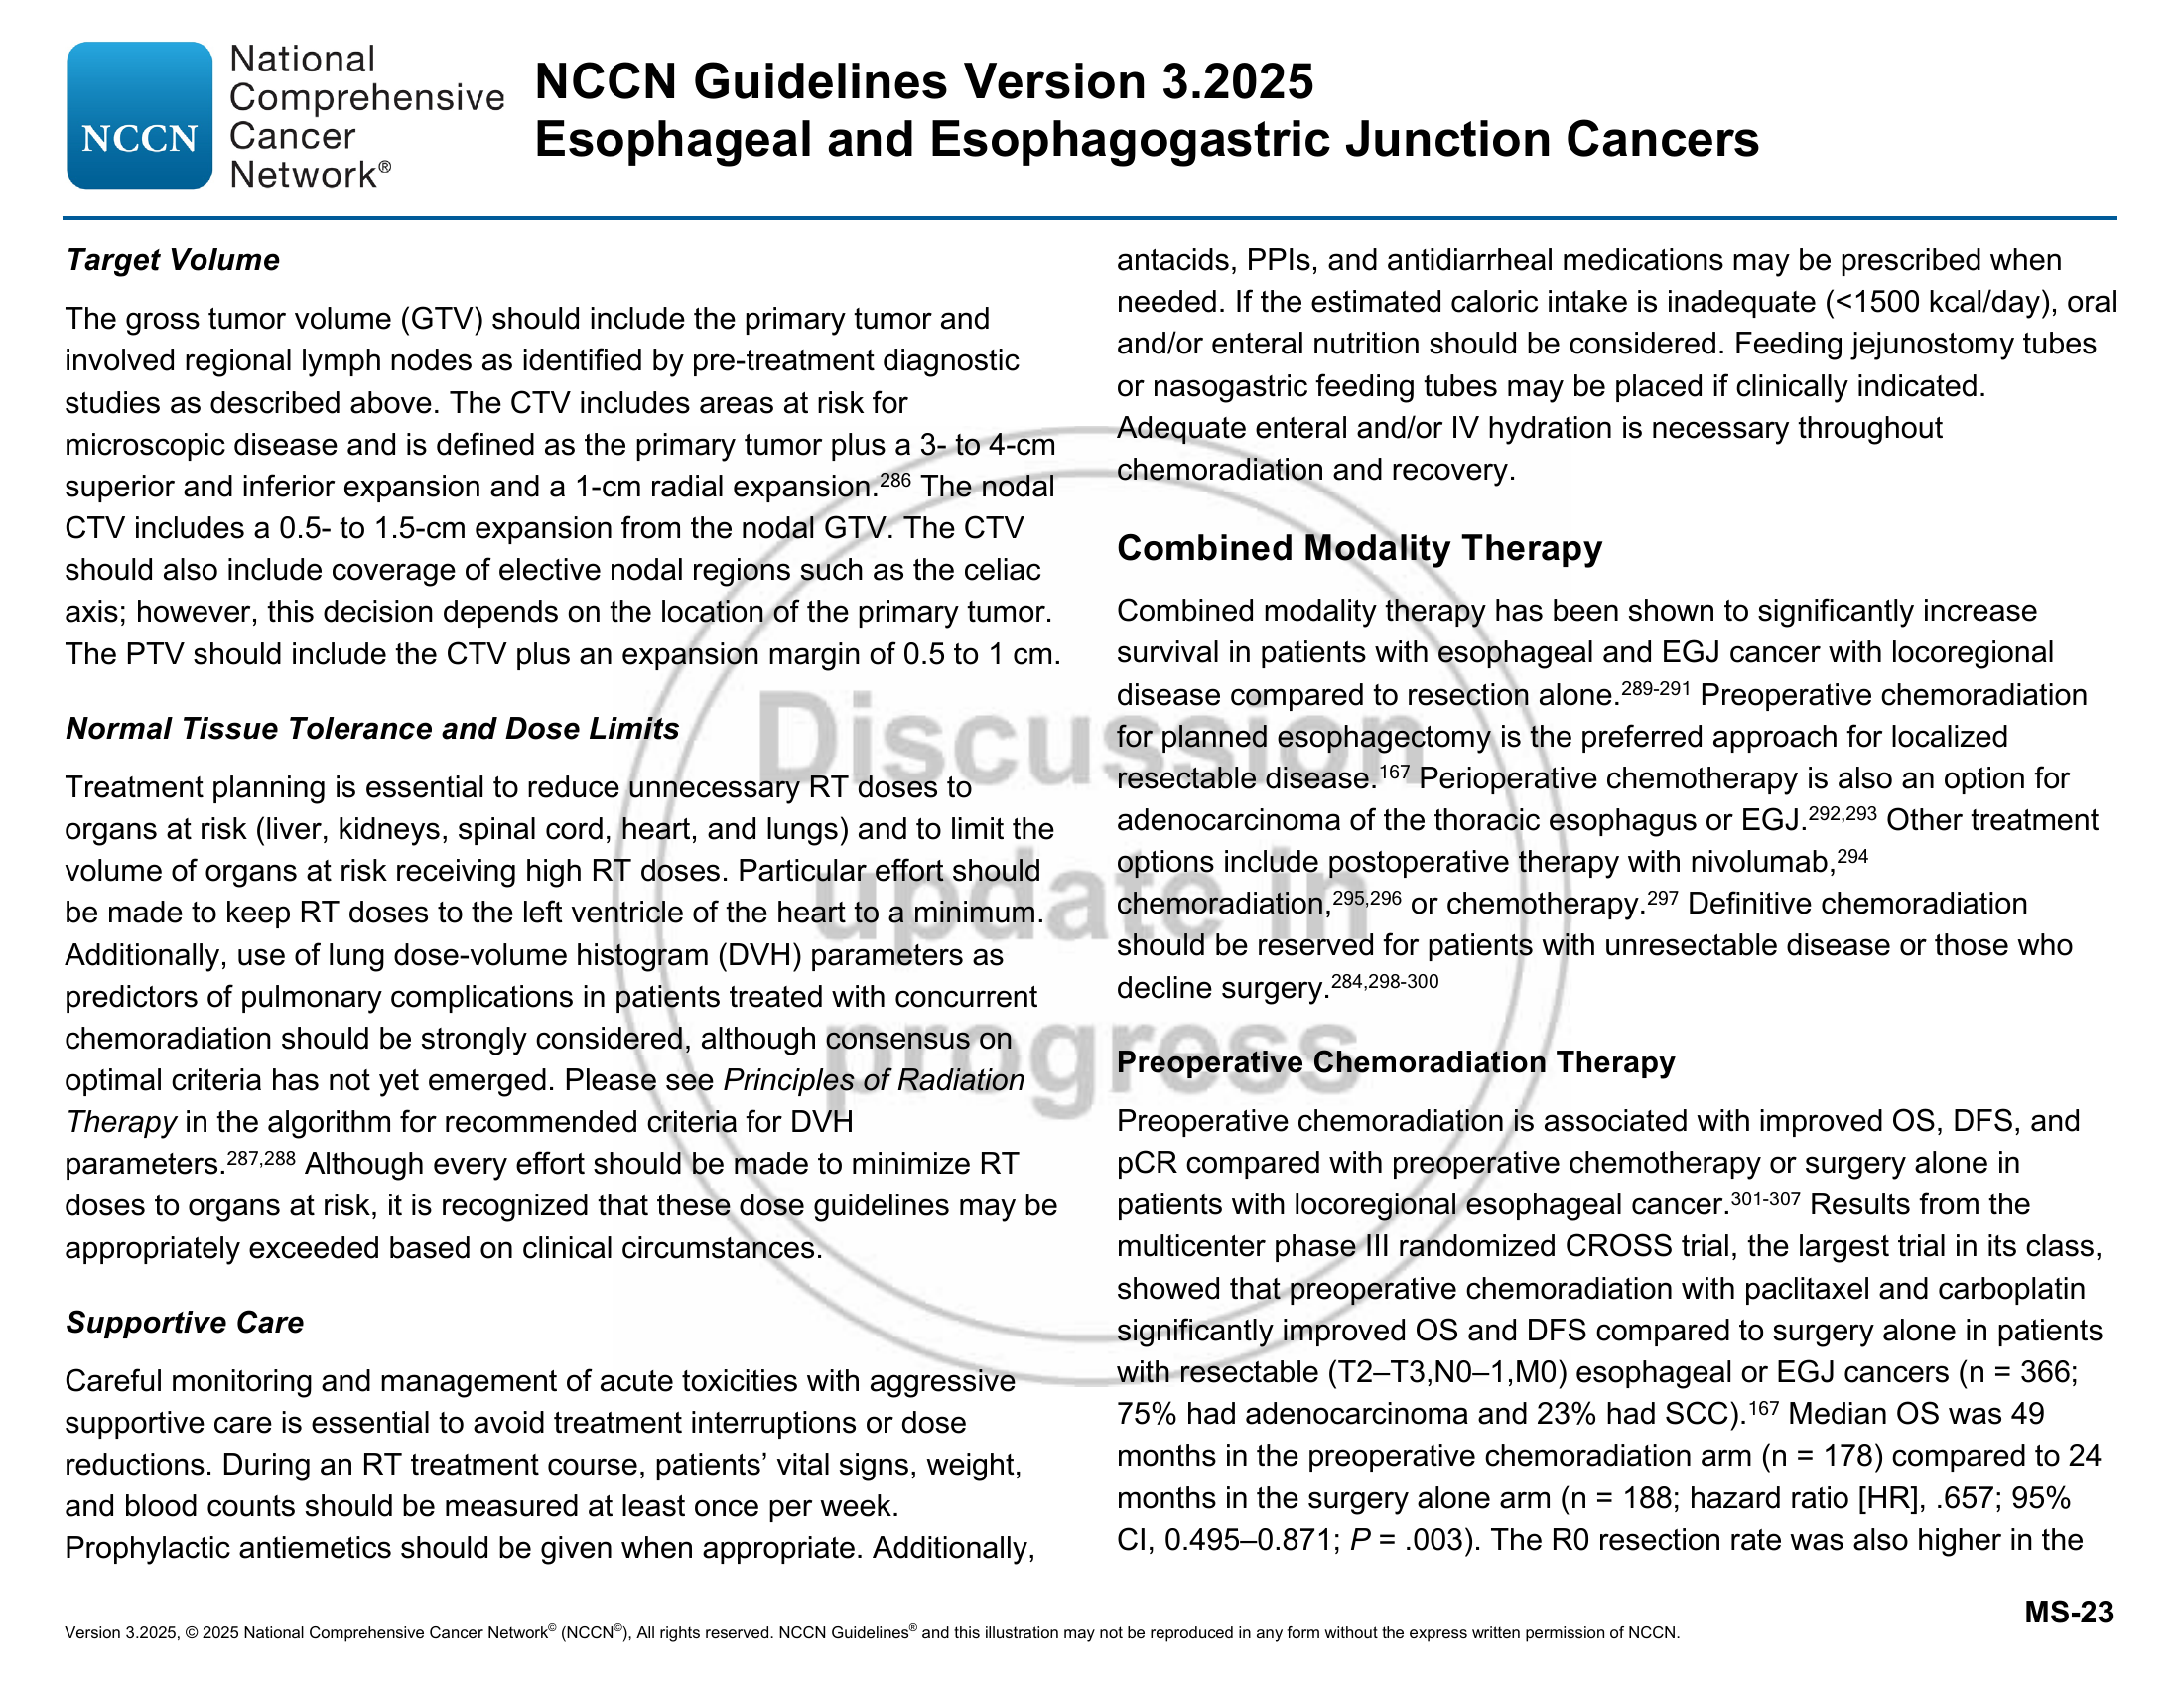 NCCN
National
Comprehensive
Cancer
Network®
NCCN Guidelines Version 3.2025
Esophageal and Esophagogastric Junction Cancers
Target Volume
The gross tumor volume (GTV) should include the primary tumor and
involved regional lymph nodes as identified by pre-treatment diagnostic
studies as described above. The CTV includes areas at risk for
microscopic disease and is defined as the primary tumor plus a 3- to 4-cm
superior and inferior expansion and a 1-cm radial expansion.286 The nodal
CTV includes a 0.5- to 1.5-cm expansion from the nodal GTV. The CTV
should also include coverage of elective nodal regions such as the celiac
axis; however, this decision depends on the location of the primary tumor.
The PTV should include the CTV plus an expansion margin of 0.5 to 1 cm.
Normal Tissue Tolerance and Dose Limits
Treatment planning is essential to reduce unnecessary RT doses to
organs at risk (liver, kidneys, spinal cord, heart, and lungs) and to limit the
volume of organs at risk receiving high RT doses. Particular effort should
be made to keep RT doses to the left ventricle of the heart to a minimum.
Additionally, use of lung dose-volume histogram (DVH) parameters as
predictors of pulmonary complications in patients treated with concurrent
chemoradiation should be strongly considered, although consensus on
optimal criteria has not yet emerged. Please see Principles of Radiation
Therapy in the algorithm for recommended criteria for DVH
parameters.287,288 Although every effort should be made to minimize RT
doses to organs at risk, it is recognized that these dose guidelines may be
appropriately exceeded based on clinical circumstances.
Supportive Care
Careful monitoring and management of acute toxicities with aggressive
supportive care is essential to avoid treatment interruptions or dose
reductions. During an RT treatment course, patients’ vital signs, weight,
and blood counts should be measured at least once per week.
Prophylactic antiemetics should be given when appropriate. Additionally,
antacids, PPIs, and antidiarrheal medications may be prescribed when
needed. If the estimated caloric intake is inadequate (<1500 kcal/day), oral
and/or enteral nutrition should be considered. Feeding jejunostomy tubes
or nasogastric feeding tubes may be placed if clinically indicated.
Adequate enteral and/or IV hydration is necessary throughout
chemoradiation and recovery.
Combined Modality Therapy
Combined modality therapy has been shown to significantly increase
survival in patients with esophageal and EGJ cancer with locoregional
disease compared to resection alone.289-291 Preoperative chemoradiation
for planned esophagectomy is the preferred approach for localized
resectable disease.167 Perioperative chemotherapy is also an option for
adenocarcinoma of the thoracic esophagus or EGJ.292,293 Other treatment
options include postoperative therapy with nivolumab,294
chemoradiation,295,296 or chemotherapy.297 Definitive chemoradiation
should be reserved for patients with unresectable disease or those who
decline surgery.284,298-300
Preoperative Chemoradiation Therapy
Preoperative chemoradiation is associated with improved OS, DFS, and
pCR compared with preoperative chemotherapy or surgery alone in
patients with locoregional esophageal cancer.301-307 Results from the
multicenter phase III randomized CROSS trial, the largest trial in its class,
showed that preoperative chemoradiation with paclitaxel and carboplatin
significantly improved OS and DFS compared to surgery alone in patients
with resectable (T2–T3,N0–1,M0) esophageal or EGJ cancers (n = 366;
75% had adenocarcinoma and 23% had SCC).167 Median OS was 49
months in the preoperative chemoradiation arm (n = 178) compared to 24
months in the surgery alone arm (n = 188; hazard ratio [HR], .657; 95%
CI, 0.495–0.871; P = .003). The R0 resection rate was also higher in the
Discussion
update in
progress
MS-23
Version 3.2025, © 2025 National Comprehensive Cancer Network© (NCCN©), All rights reserved. NCCN Guidelines® and this illustration may not be reproduced in any form without the express written permission of NCCN.